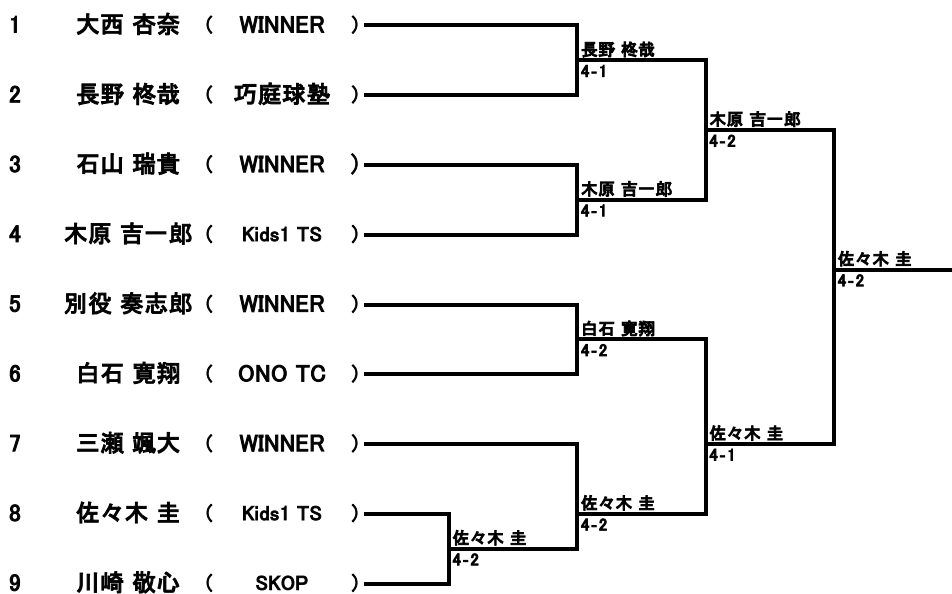 1 大西 杏奈 ( WINNER )
長野 柊哉
4-1
2 長野 柊哉 ( 巧庭球塾 )
木原 吉一郎
4-2
3 石山 瑞貴 ( WINNER )
木原 吉一郎
4-1
4 木原 吉一郎 ( Kids1 TS )
佐々木 圭
4-2
5 別役 奏志郎 ( WINNER )
白石 寛翔
4-2
6 白石 寛翔 ( ONO TC )
佐々木 圭
4-1
7 三瀬 颯大 ( WINNER )
佐々木 圭
4-2
8 佐々木 圭 ( Kids1 TS )
佐々木 圭
4-2
9 川崎 敬心 ( SKOP )